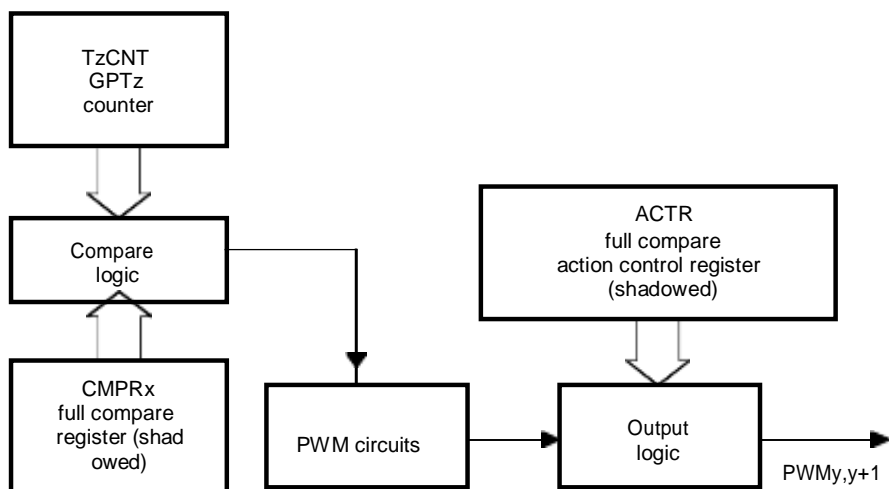 TzCNT
GPTz
counter
Compare
logic
CMPRx
full compare
register (shad
owed)
PWM circuits
ACTR
full compare
action control register
(shadowed)
Output
logic
PWMy,y+1